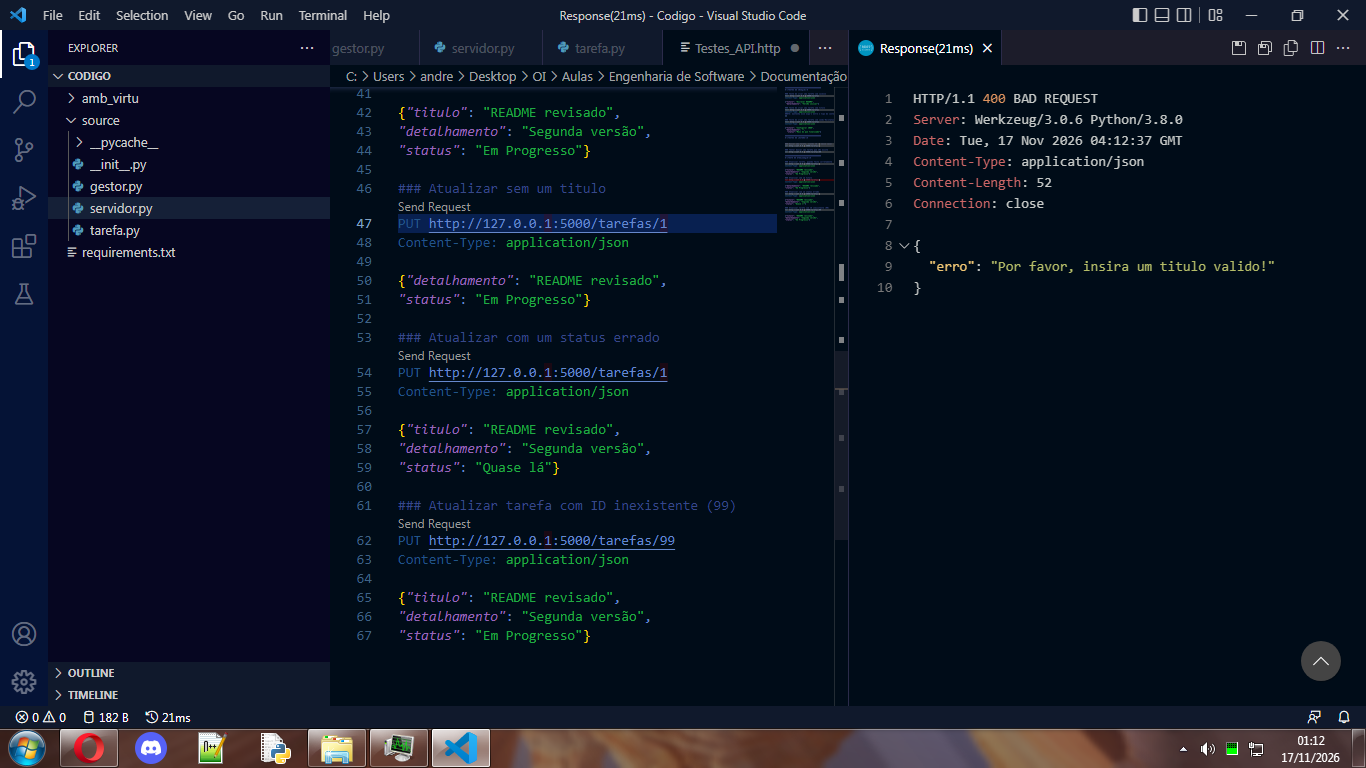 File Edit Selection View Go Run Terminal Help
Response(21ms) - Codigo - Visual Studio Code
EXPLORER
1
CODIGO
amb_virtu
source
__pycache__
__init__.py
gestor.py
servidor.py
tarefa.py
requirements.txt
OUTLINE
TIMELINE
gestor.py servidor.py tarefa.py Testes_API.http
C: > Users > andre > Desktop > OI > Aulas > Engenharia de Software > Documentação
41
42 {"titulo": "README revisado",
43 "detalhamento": "Segunda versão",
44 "status": "Em Progresso"}
45
46 ### Atualizar sem um titulo
Send Request
47 PUT http://127.0.0.1:5000/tarefas/1
48 Content-Type: application/json
49
50 {"detalhamento": "README revisado",
51 "status": "Em Progresso"}
52
53 ### Atualizar com um status errado
Send Request
54 PUT http://127.0.0.1:5000/tarefas/1
55 Content-Type: application/json
56
57 {"titulo": "README revisado",
58 "detalhamento": "Segunda versão",
59 "status": "Quase lá"}
60
61 ### Atualizar tarefa com ID inexistente (99)
Send Request
62 PUT http://127.0.0.1:5000/tarefas/99
63 Content-Type: application/json
64
65 {"titulo": "README revisado",
66 "detalhamento": "Segunda versão",
67 "status": "Em Progresso"}
Response(21ms)
1 HTTP/1.1 400 BAD REQUEST
2 Server: Werkzeug/3.0.6 Python/3.8.0
3 Date: Tue, 17 Nov 2026 04:12:37 GMT
4 Content-Type: application/json
5 Content-Length: 52
6 Connection: close
7
8 {
9 "erro": "Por favor, insira um titulo valido!"
10 }
0 0 182 B 21ms
01:12
17/11/2026